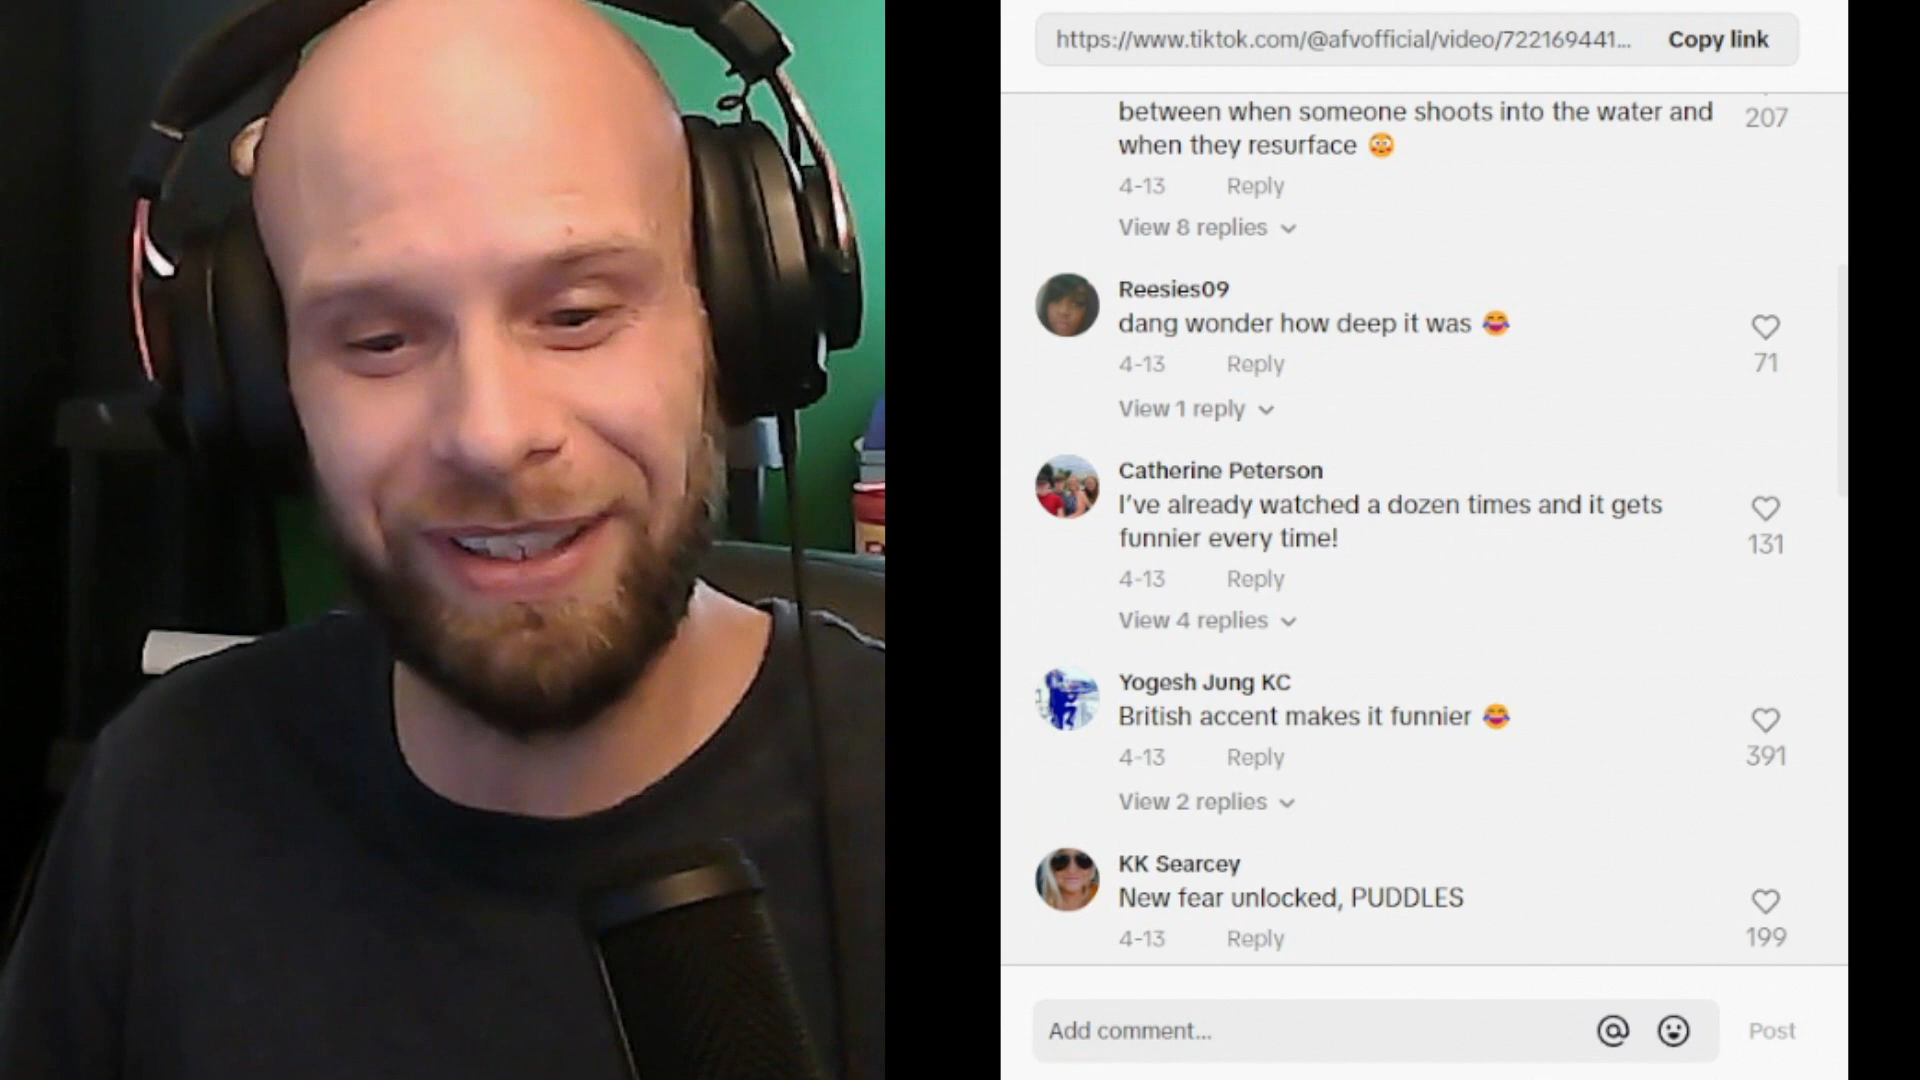 https://www.tiktok.com/@afvofficial/video/722169441... Copy link
between when someone shoots into the water and
207
when they resurface 😳
4-13 Reply
View 8 replies
Reesies09
dang wonder how deep it was 😂
4-13 Reply
71
View 1 reply
Catherine Peterson
I've already watched a dozen times and it gets
funnier every time!
131
4-13 Reply
View 4 replies
Yogesh Jung KC
British accent makes it funnier 😂
4-13 Reply
391
View 2 replies
KK Searcey
New fear unlocked, PUDDLES
4-13 Reply
199
Add comment... @ Post